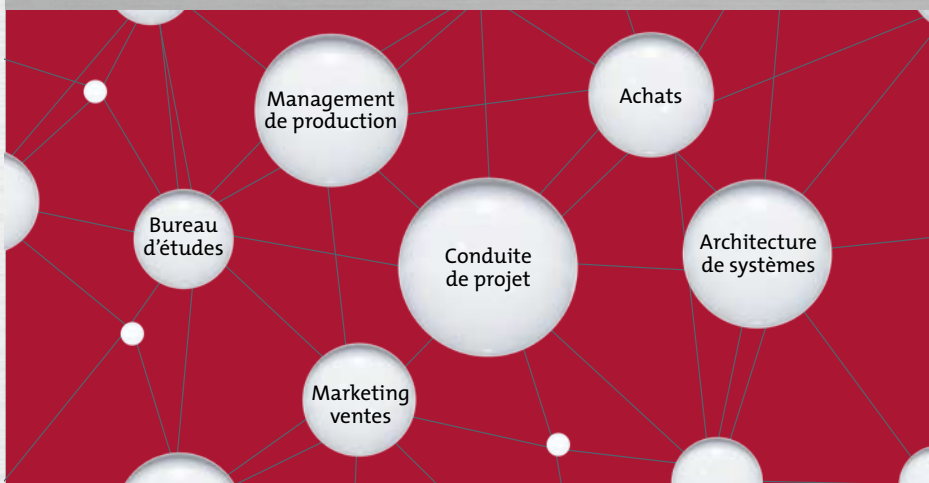 Management
de production
Achats
Bureau
d'études
Conduite
de projet
Architecture
de systèmes
Marketing
ventes